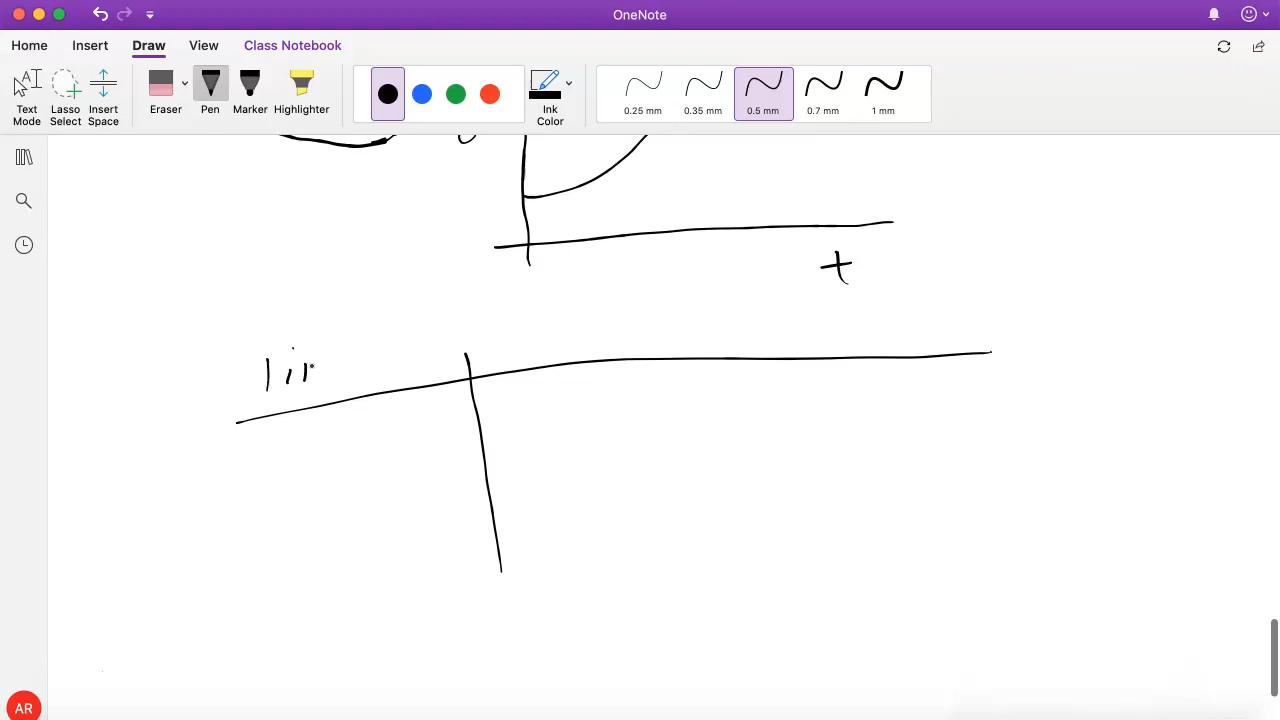 OneNote
Home Insert Draw View Class Notebook
Text Mode
Lasso Select
Insert Space
Eraser
Pen
Marker
Highlighter
Ink Color
0.25 mm
0.35 mm
0.5 mm
0.7 mm
1 mm
t
AR